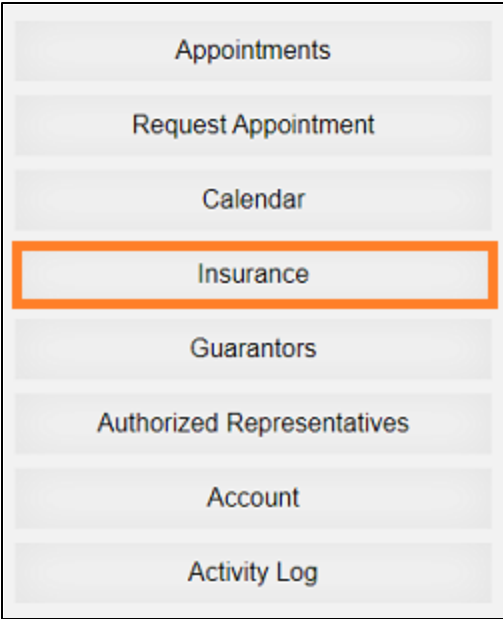 Appointments
Request Appointment
Calendar
Insurance
Guarantors
Authorized Representatives
Account
Activity Log